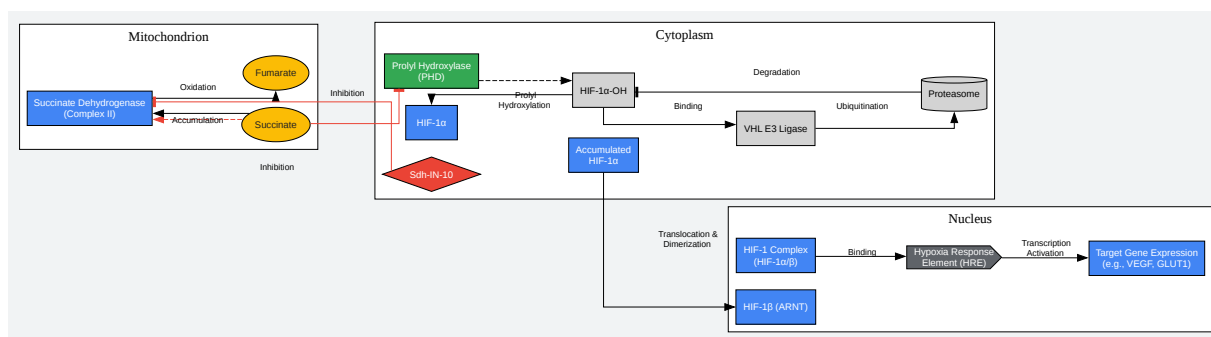 Mitochondrion
Fumarate
Oxidation
Succinate Dehydrogenase
(Complex II)
Accumulation
Succinate
Inhibition
Inhibition
Cytoplasm
Prolyl Hydroxylase
(PHD)
Degradation
HIF-1α-OH
Proteasome
Prolyl
Hydroxylation
Binding
Ubiquitination
HIF-1α
VHL E3 Ligase
Accumulated
HIF-1α
Sdh-IN-10
Translocation &
Dimerization
Nucleus
HIF-1 Complex
(HIF-1α/β)
Binding
Hypoxia Response
Element (HRE)
Transcription
Activation
Target Gene Expression
(e.g., VEGF, GLUT1)
HIF-1β (ARNT)